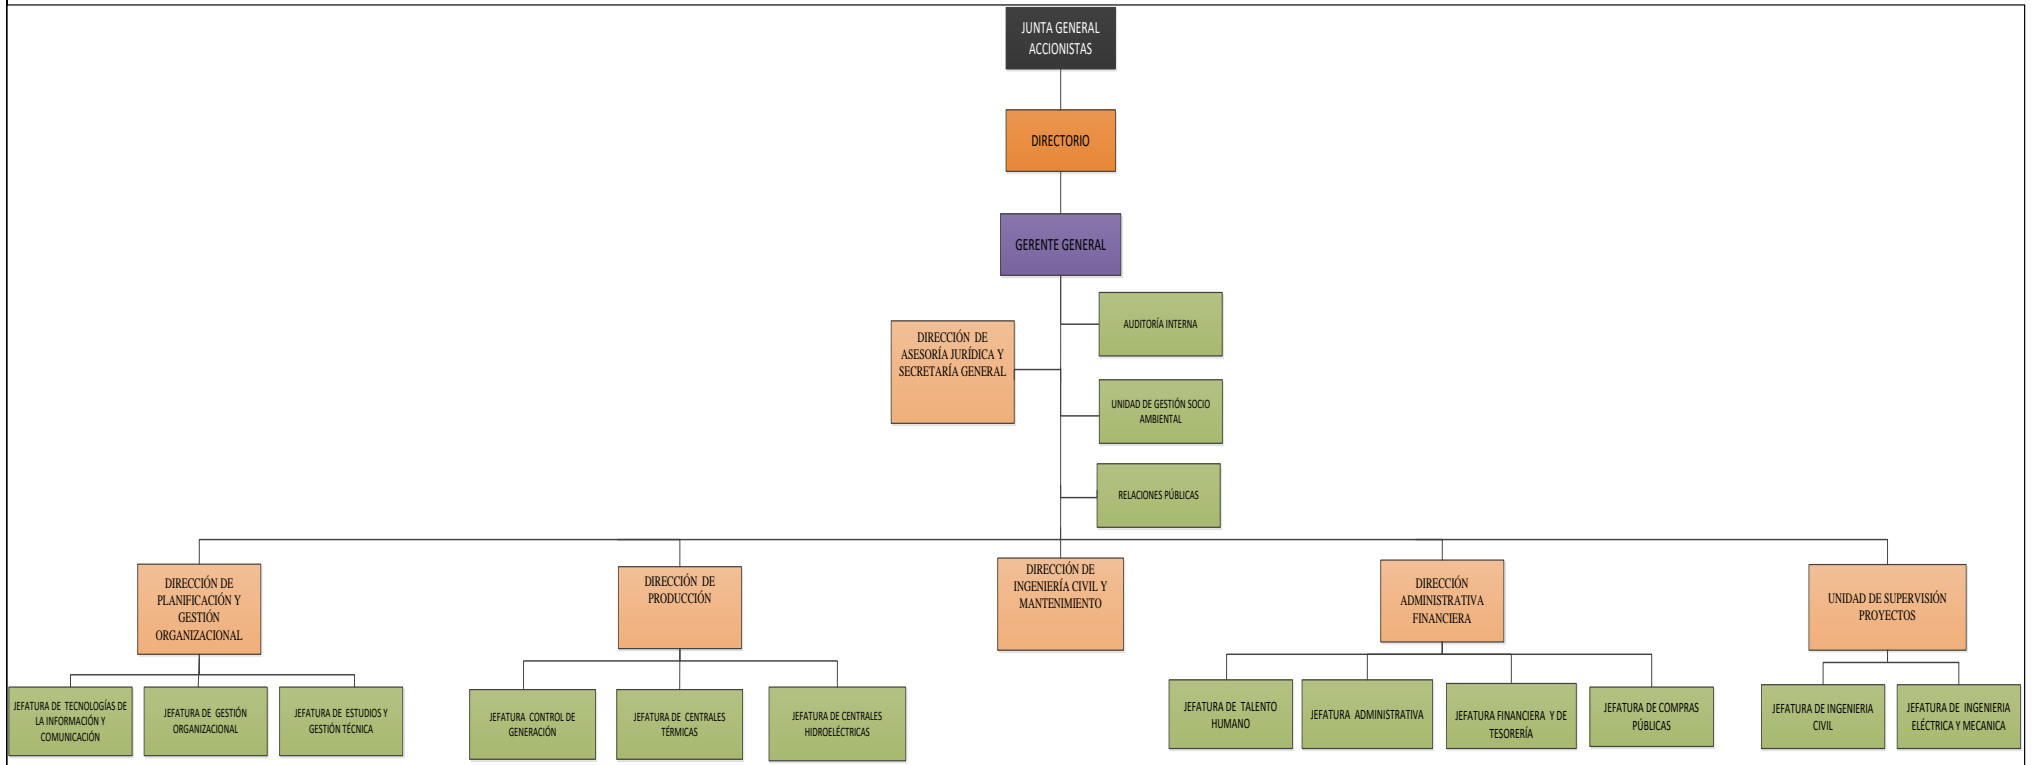 JUNTA GENERAL
ACCIONISTAS
DIRECTORIO
GERENTE GENERAL
AUDITORÍA INTERNA
DIRECCIÓN DE
ASESORÍA JURÍDICA Y
SECRETARÍA GENERAL
UNIDAD DE GESTIÓN SOCIO
AMBIENTAL
RELACIONES PÚBLICAS
DIRECCIÓN DE
PLANIFICACIÓN Y
GESTIÓN
ORGANIZACIONAL
DIRECCIÓN DE
PRODUCCIÓN
DIRECCIÓN DE
INGENIERÍA CIVIL Y
MANTENIMIENTO
DIRECCIÓN
ADMINISTRATIVA
FINANCIERA
UNIDAD DE SUPERVISIÓN
PROYECTOS
JEFATURA DE TECNOLOGÍAS DE
LA INFORMACIÓN Y
COMUNICACIÓN
JEFATURA DE GESTIÓN
ORGANIZACIONAL
JEFATURA DE ESTUDIOS Y
GESTIÓN TÉCNICA
JEFATURA CONTROL DE
GENERACIÓN
JEFATURA DE CENTRALES
TÉRMICAS
JEFATURA DE CENTRALES
HIDROELÉCTRICAS
JEFATURA DE TALENTO
HUMANO
JEFATURA ADMINISTRATIVA
JEFATURA FINANCIERA Y DE
TESORERÍA
JEFATURA DE COMPRAS
PÚBLICAS
JEFATURA DE INGENIERIA
CIVIL
JEFATURA DE INGENIERIA
ELÉCTRICA Y MECANICA